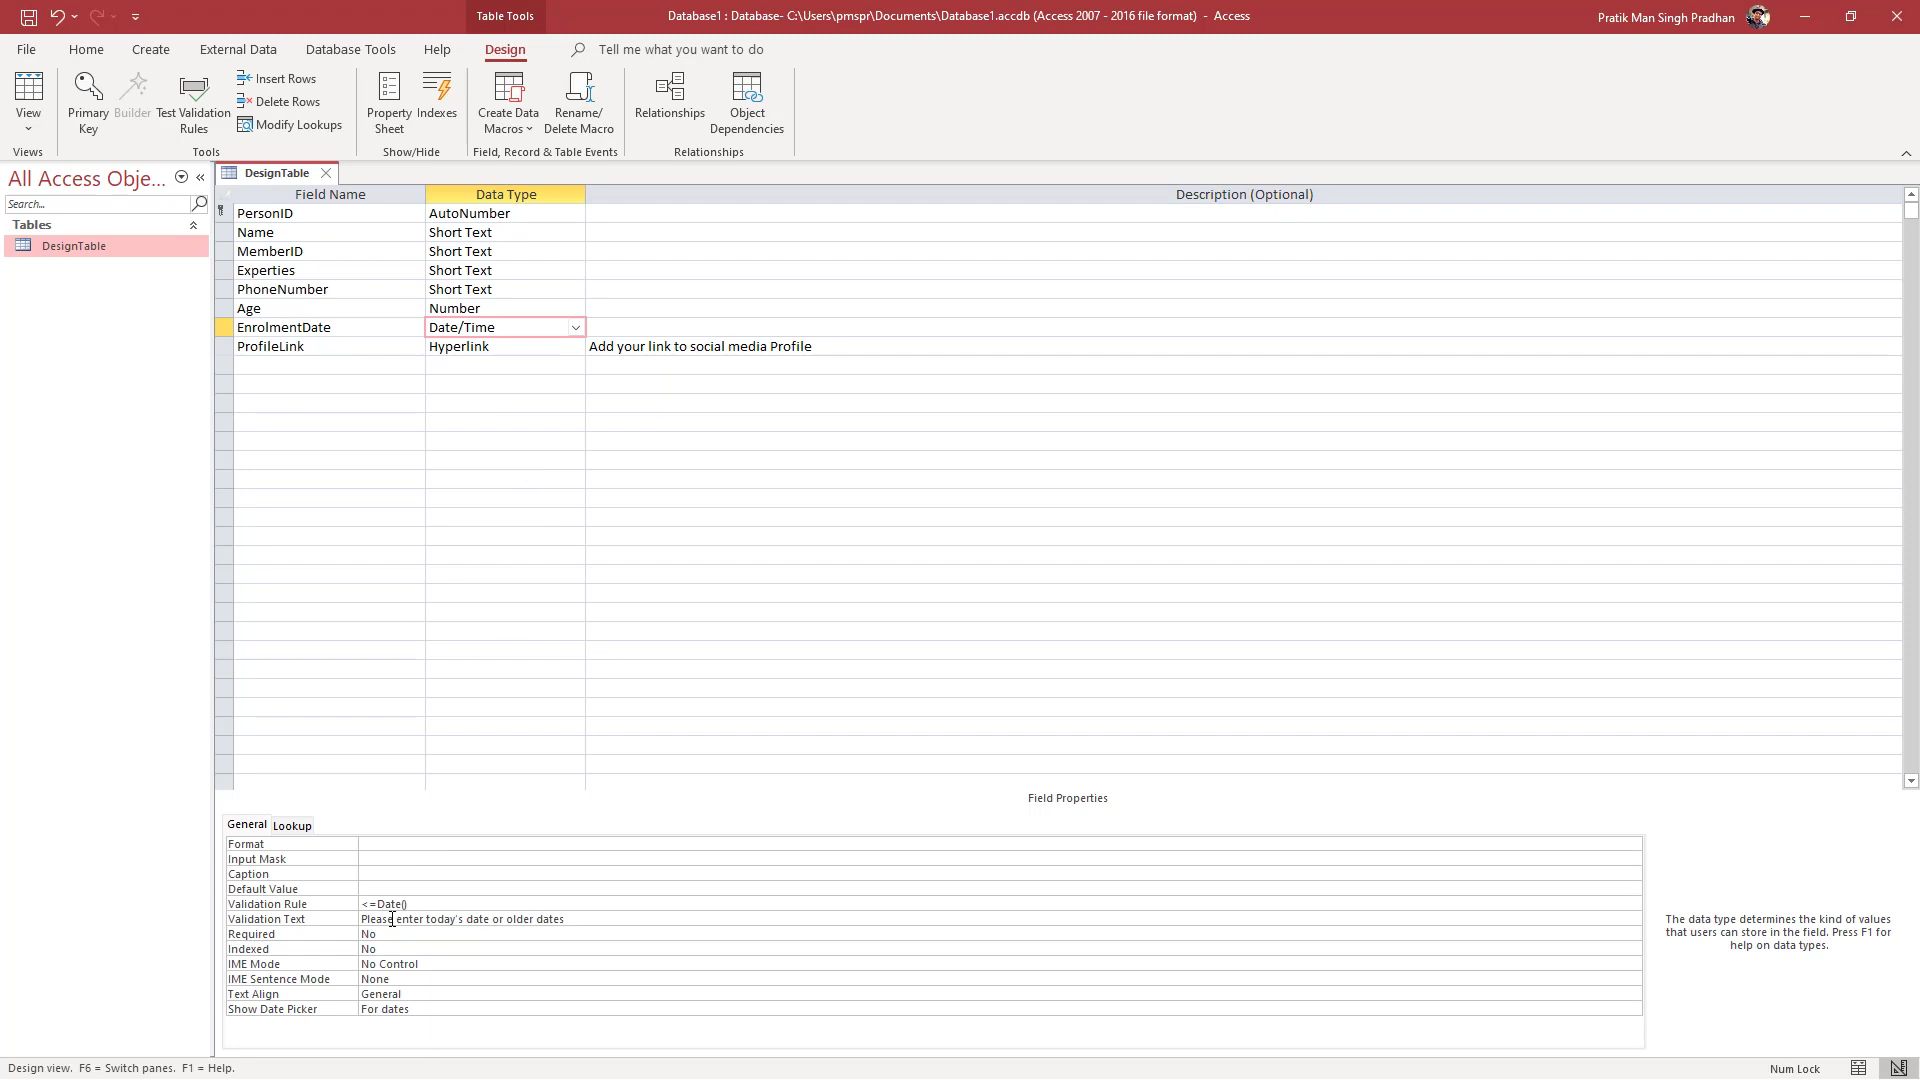 Table Tools
Database1 : Database- C:\Users\pmspr\Documents\Database1.accdb (Access 2007 - 2016 file format) - Access
Pratik Man Singh Pradhan
File Home Create External Data Database Tools Help Design Tell me what you want to do
View
Primary Key
Builder
Test Validation Rules
Insert Rows
Delete Rows
Modify Lookups
Property Sheet
Indexes
Create Data Macros
Rename/ Delete Macro
Relationships
Object Dependencies
Views
Tools
Show/Hide
Field, Record & Table Events
Relationships
All Access Obje...
Search...
Tables
DesignTable
DesignTable
Field Name Data Type Description (Optional)
PersonID AutoNumber
Name Short Text
MemberID Short Text
Experties Short Text
PhoneNumber Short Text
Age Number
EnrolmentDate Date/Time
ProfileLink Hyperlink Add your link to social media Profile
Field Properties
General Lookup
Format
Input Mask
Caption
Default Value
Validation Rule <=Date()
Validation Text Please enter today's date or older dates
Required No
Indexed No
IME Mode No Control
IME Sentence Mode None
Text Align General
Show Date Picker For dates
The data type determines the kind of values
that users can store in the field. Press F1 for
help on data types.
Design view. F6 = Switch panes. F1 = Help.
Num Lock